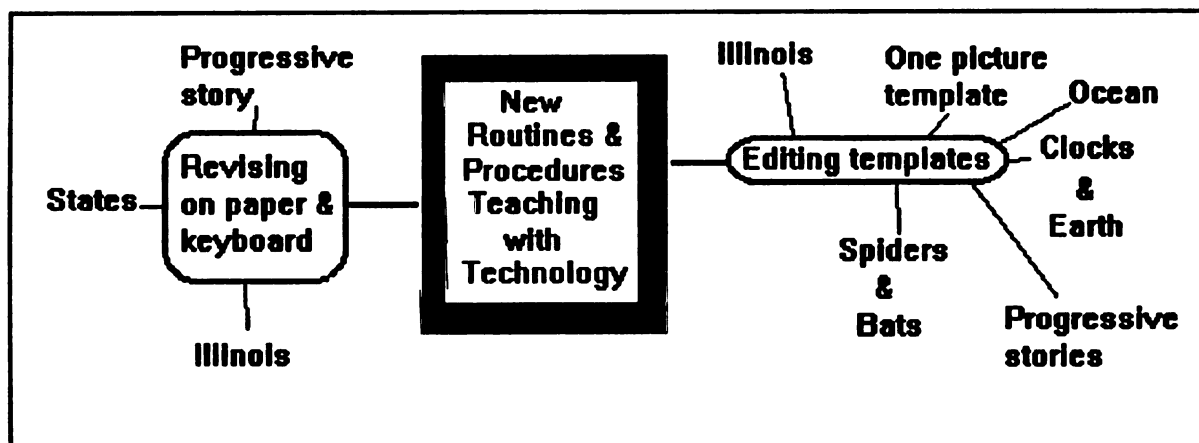 Progressive
story
States
Revising
on paper &
keyboard
Illinois
New
Routines &
Procedures
Teaching
with
Technology
Illinois
One picture
template
Ocean
Editing templates
Clocks
&
Earth
Spiders
&
Bats
Progressive
stories